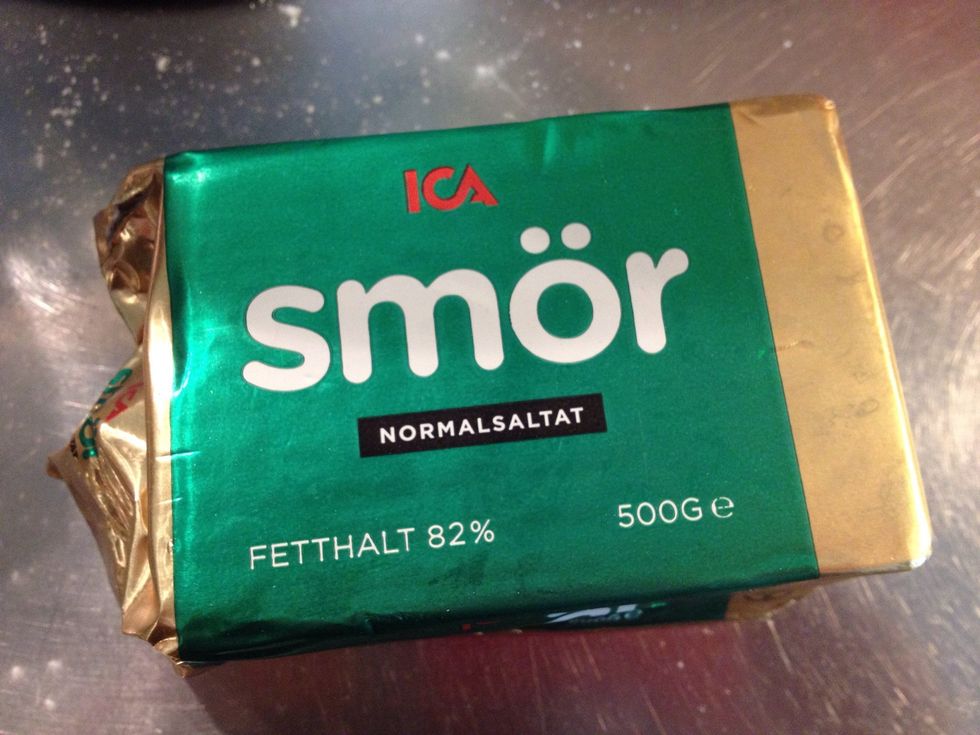 ICA
smör
NORMALSALTAT
FETTHALT 82%
500G ℮